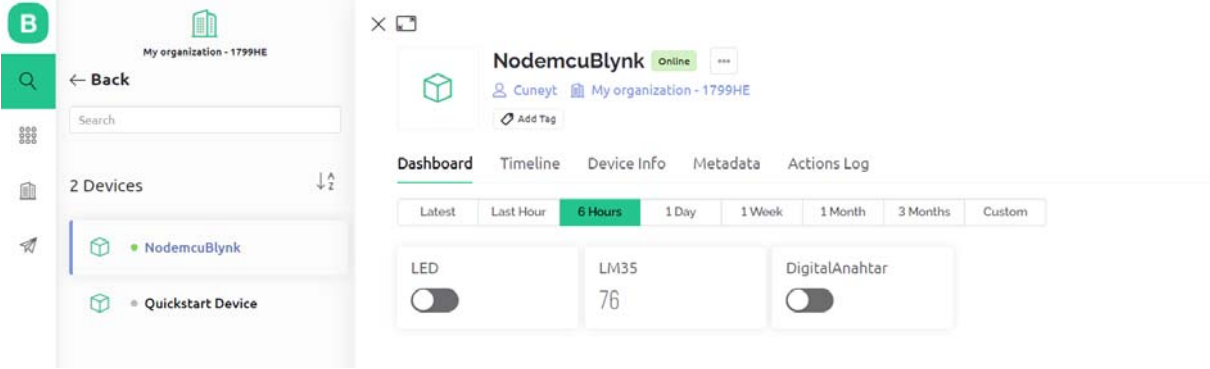 B
My organization - 1799HE
← Back
Search
2 Devices
NodemcuBlynk
Quickstart Device
NodemcuBlynk Online
Cuneyt My organization - 1799HE
Add Tag
Dashboard Timeline Device Info Metadata Actions Log
Latest Last Hour 6 Hours 1 Day 1 Week 1 Month 3 Months Custom
LED LM35 DigitalAnahtar
76